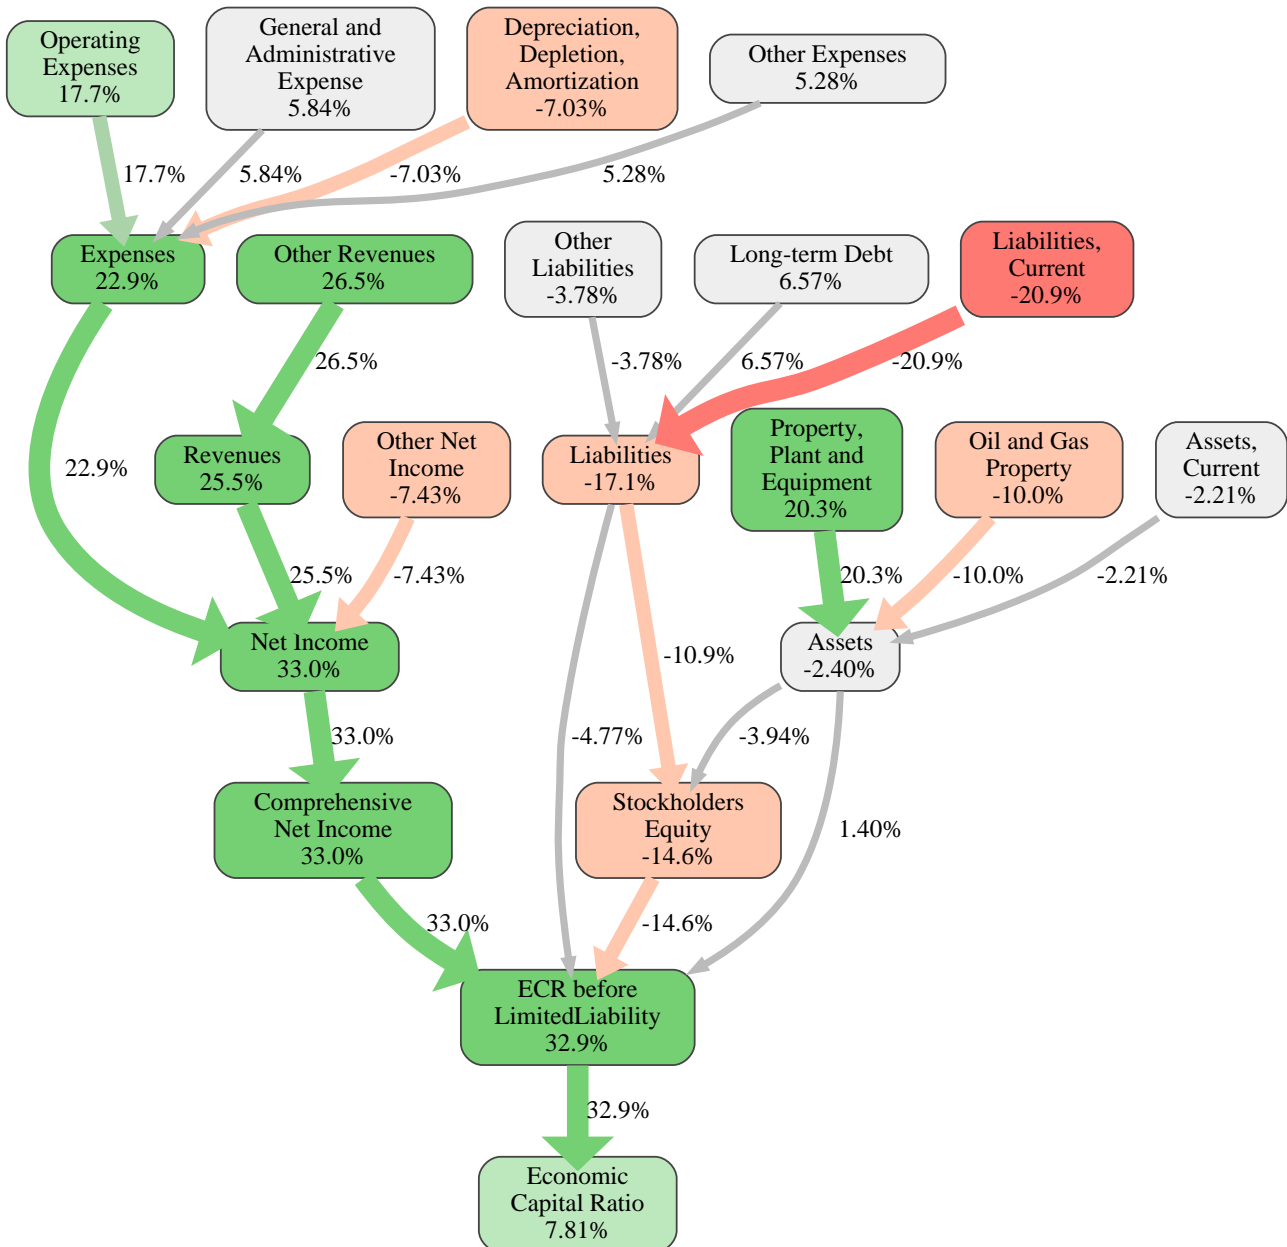 Operating
Expenses
17.7%
General and
Administrative
Expense
5.84%
Depreciation,
Depletion,
Amortization
-7.03%
Other Expenses
5.28%
17.7%
5.84%
-7.03%
5.28%
Expenses
22.9%
Other Revenues
26.5%
Other
Liabilities
-3.78%
Long-term Debt
6.57%
Liabilities,
Current
-20.9%
26.5%
-3.78%
6.57%
-20.9%
22.9%
Revenues
25.5%
Other Net
Income
-7.43%
Liabilities
-17.1%
Property,
Plant and
Equipment
20.3%
Oil and Gas
Property
-10.0%
Assets,
Current
-2.21%
25.5%
-7.43%
20.3%
-10.0%
-2.21%
Net Income
33.0%
-10.9%
Assets
-2.40%
33.0%
-4.77%
-3.94%
Comprehensive
Net Income
33.0%
Stockholders
Equity
-14.6%
1.40%
33.0%
-14.6%
ECR before
LimitedLiability
32.9%
32.9%
Economic
Capital Ratio
7.81%